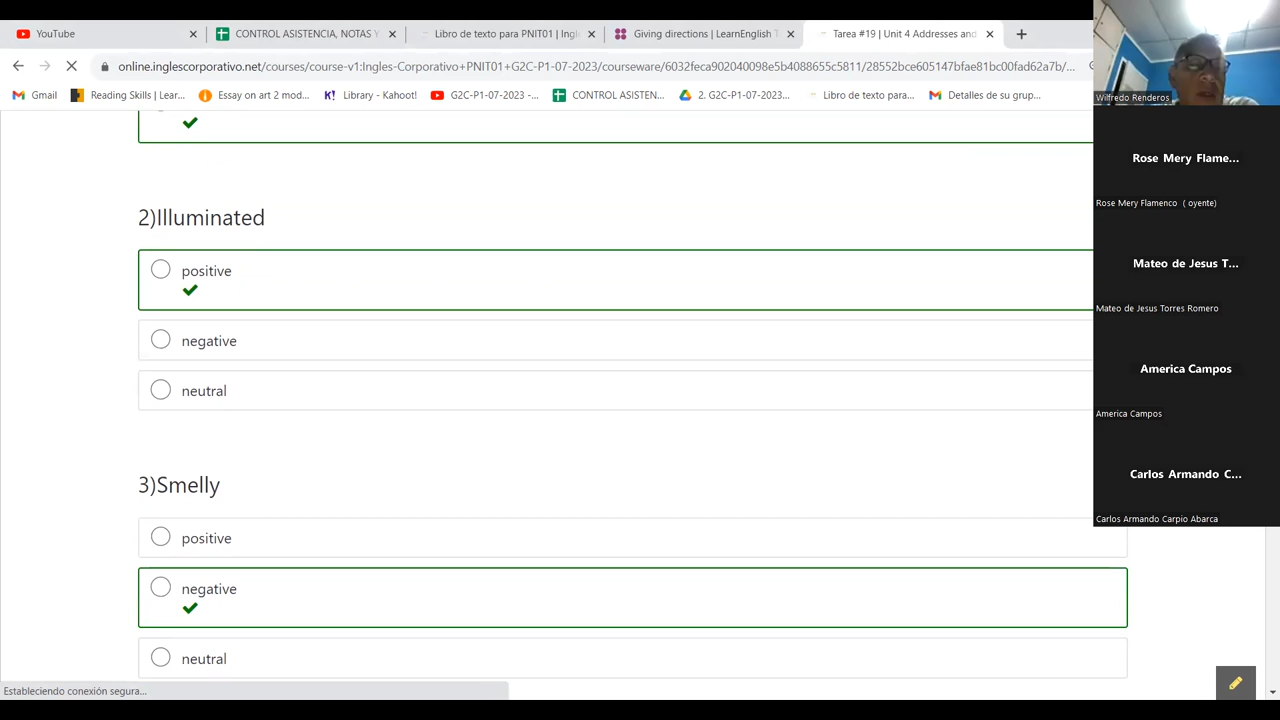 YouTube
CONTROL ASISTENCIA, NOTAS Y
Libro de texto para PNIT01 | Ingl
Giving directions | LearnEnglish T
Tarea #19 | Unit 4 Addresses and
online.inglescorporativo.net/courses/course-v1:Ingles-Corporativo+PNIT01+G2C-P1-07-2023/courseware/6032feca902040098e5b4088655c5811/23552bce605147bfae81bc00fad62a7b/...
Gmail
Reading Skills | Lear...
Essay on art 2 mod...
Library - Kahoot!
G2C-P1-07-2023 -...
CONTROL ASISTEN...
2. G2C-P1-07-2023...
Libro de texto para...
Detalles de su grup...
2)Illuminated
positive
negative
neutral
3)Smelly
positive
negative
neutral
Estableciendo conexión segura...
Wilfredo Renderos
Rose Mery Flame...
Rose Mery Flamenco ( oyente)
Mateo de Jesus T...
Mateo de Jesus Torres Romero
America Campos
America Campos
Carlos Armando C...
Carlos Armando Carpio Abarca